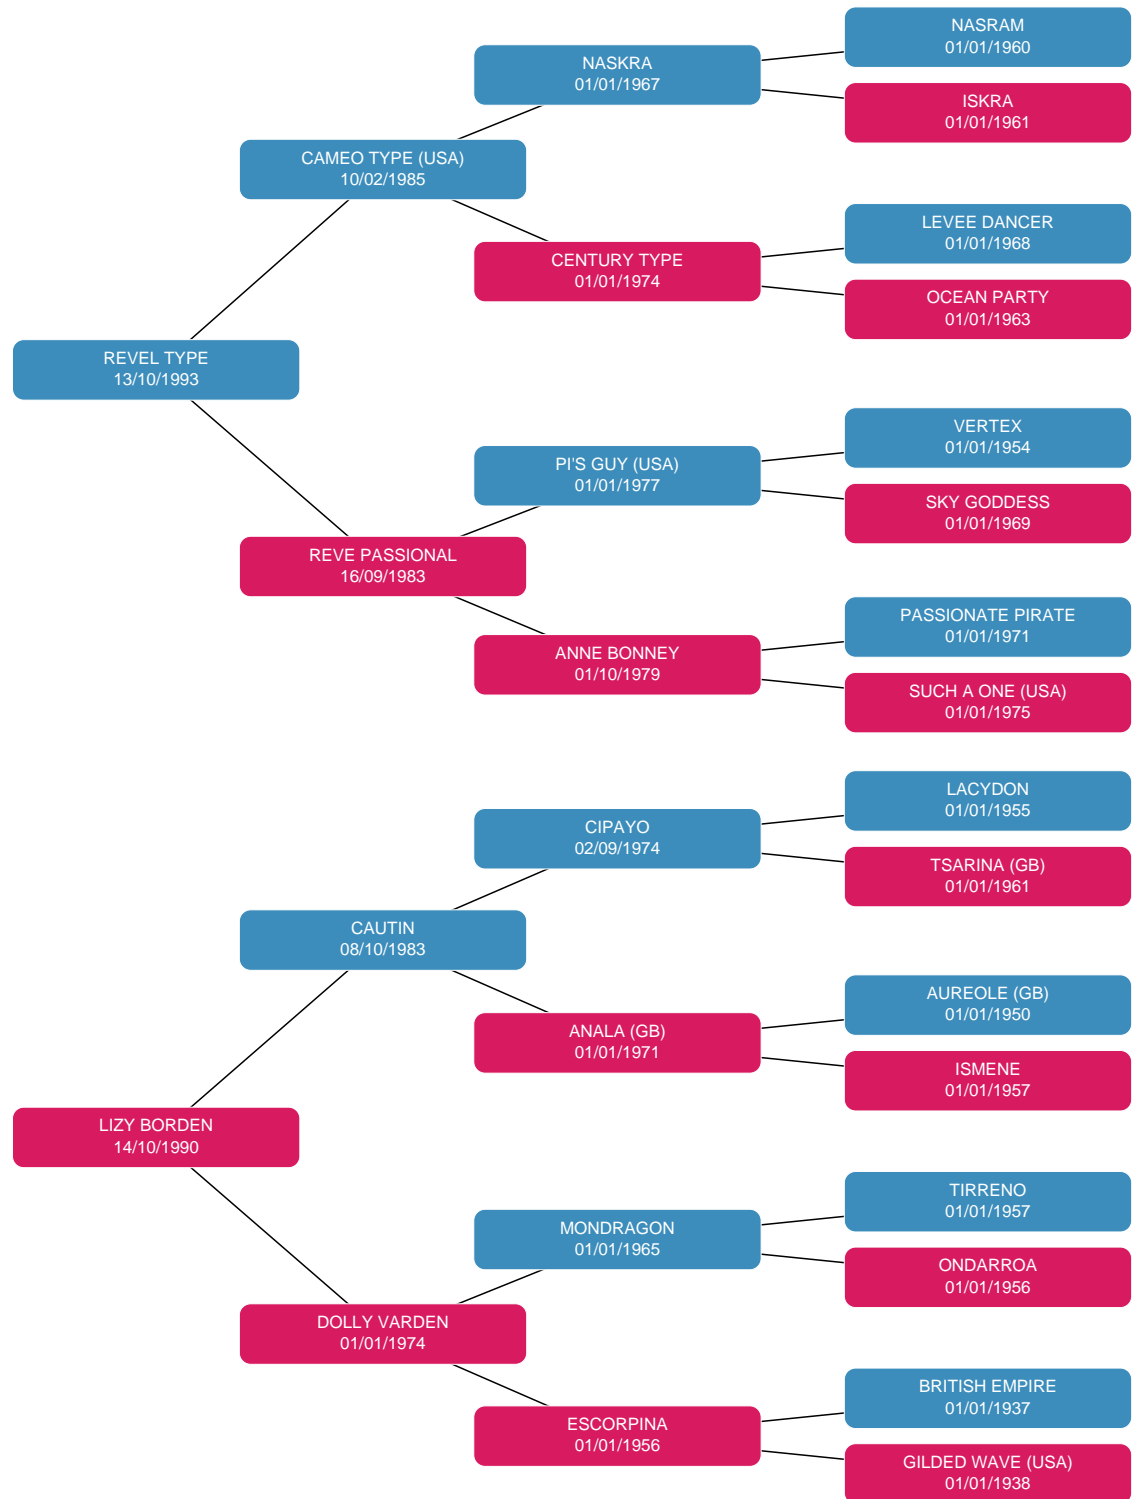 NASRAM
01/01/1960
NASKRA
01/01/1967
ISKRA
01/01/1961
CAMEO TYPE (USA)
10/02/1985
LEVEE DANCER
01/01/1968
CENTURY TYPE
01/01/1974
OCEAN PARTY
01/01/1963
REVEL TYPE
13/10/1993
VERTEX
01/01/1954
PI'S GUY (USA)
01/01/1977
SKY GODDESS
01/01/1969
REVE PASSIONAL
16/09/1983
PASSIONATE PIRATE
01/01/1971
ANNE BONNEY
01/10/1979
SUCH A ONE (USA)
01/01/1975
LACYDON
01/01/1955
CIPAYO
02/09/1974
TSARINA (GB)
01/01/1961
CAUTIN
08/10/1983
AUREOLE (GB)
01/01/1950
ANALA (GB)
01/01/1971
ISMENE
01/01/1957
LIZY BORDEN
14/10/1990
TIRRENO
01/01/1957
MONDRAGON
01/01/1965
ONDARROA
01/01/1956
DOLLY VARDEN
01/01/1974
BRITISH EMPIRE
01/01/1937
ESCORPINA
01/01/1956
GILDED WAVE (USA)
01/01/1938